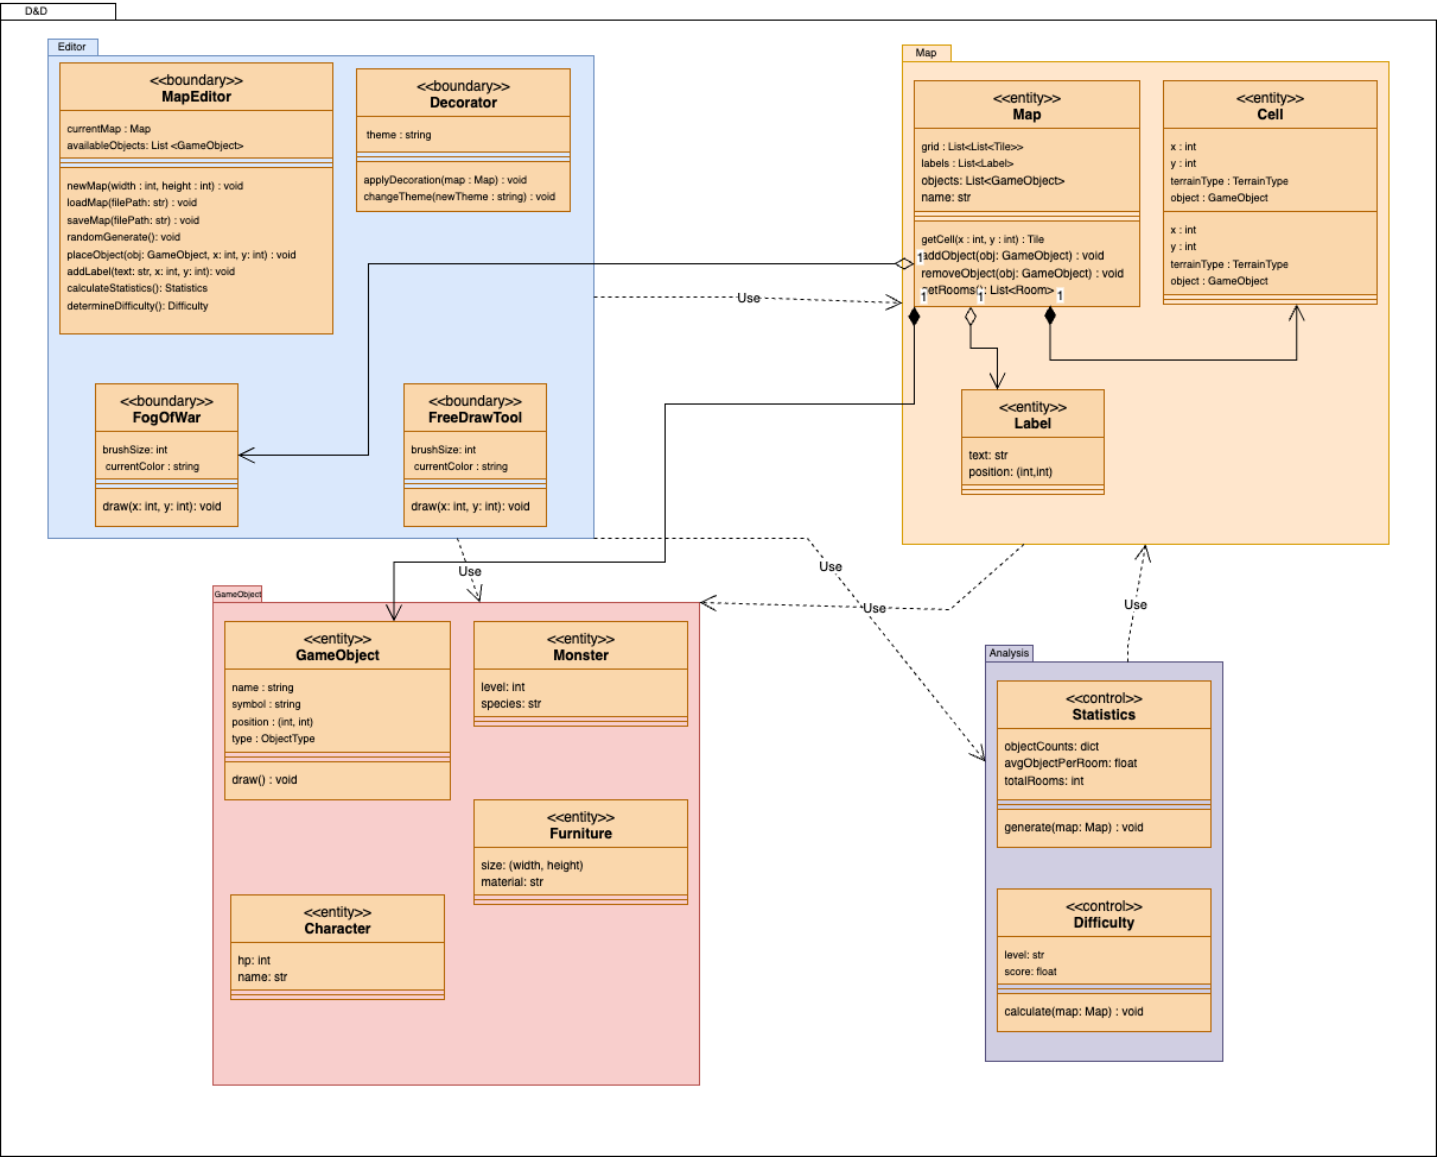 D&D
Editor
<<boundary>>
MapEditor
currentMap : Map
availableObjects: List <GameObject>
newMap(width : int, height : int) : void
loadMap(filePath: str) : void
saveMap(filePath: str) : void
randomGenerate(): void
placeObject(obj: GameObject, x: int, y: int) : void
addLabel(text: str, x: int, y: int): void
calculateStatistics(): Statistics
determineDifficulty(): Difficulty
<<boundary>>
Decorator
theme : string
applyDecoration(map : Map) : void
changeTheme(newTheme : string) : void
<<boundary>>
FogOfWar
brushSize: int
currentColor : string
draw(x: int, y: int): void
<<boundary>>
FreeDrawTool
brushSize: int
currentColor : string
draw(x: int, y: int): void
Map
<<entity>>
Map
grid : List<List<Tile>>
labels : List<Label>
objects: List<GameObject>
name: str
getCell(x : int, y : int) : Tile
addObject(obj: GameObject) : void
removeObject(obj: GameObject) : void
getRooms(): List<Room>
1
1
1
1
<<entity>>
Cell
x : int
y : int
terrainType : TerrainType
object : GameObject
x : int
y : int
terrainType : TerrainType
object : GameObject
<<entity>>
Label
text: str
position: (int,int)
Use
Use
Use
Use
Use
GameObject
<<entity>>
GameObject
name : string
symbol : string
position : (int, int)
type : ObjectType
draw() : void
<<entity>>
Monster
level: int
species: str
<<entity>>
Furniture
size: (width, height)
material: str
<<entity>>
Character
hp: int
name: str
Analysis
<<control>>
Statistics
objectCounts: dict
avgObjectPerRoom: float
totalRooms: int
generate(map: Map) : void
<<control>>
Difficulty
level: str
score: float
calculate(map: Map) : void